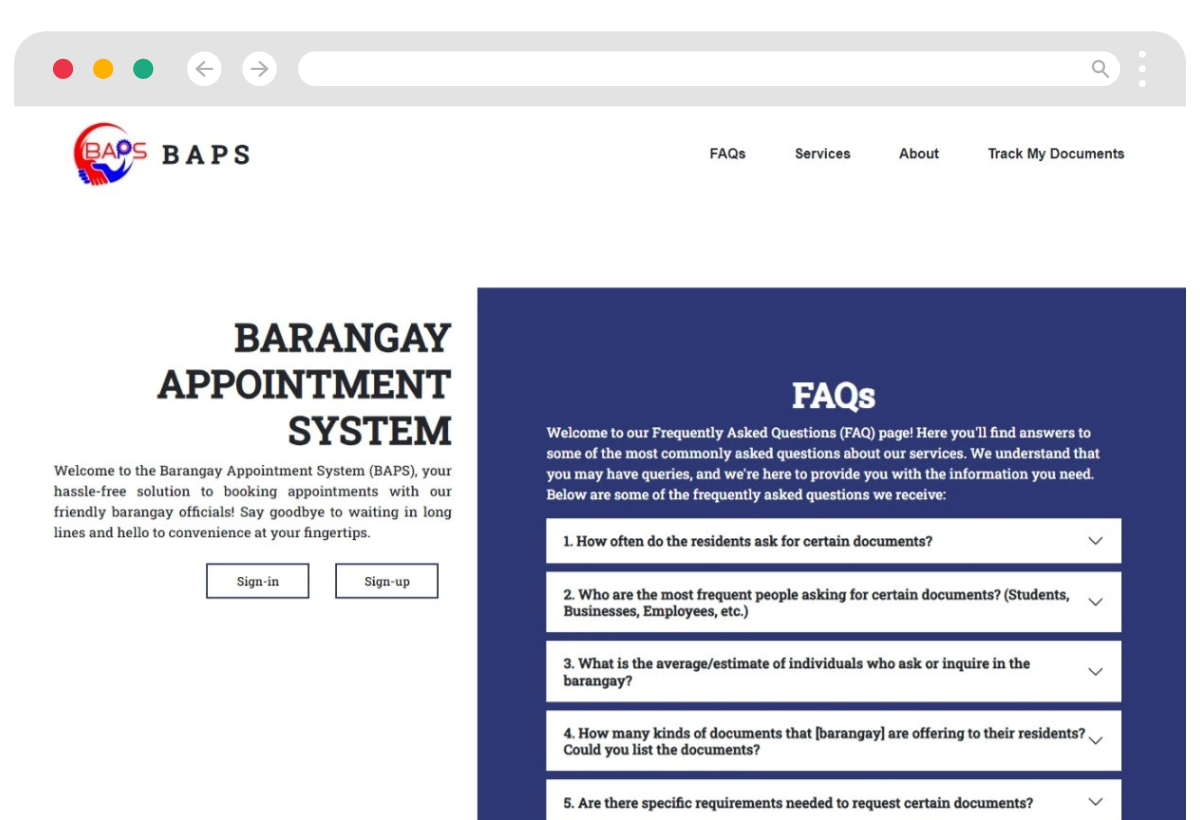 BAPS
BAPS
FAQs
Services
About
Track My Documents
BARANGAY
APPOINTMENT
SYSTEM
Welcome to the Barangay Appointment System (BAPS), your
hassle-free solution to booking appointments with our
friendly barangay officials! Say goodbye to waiting in long
lines and hello to convenience at your fingertips.
Sign-in
Sign-up
FAQs
Welcome to our Frequently Asked Questions (FAQ) page! Here you'll find answers to
some of the most commonly asked questions about our services. We understand that
you may have queries, and we're here to provide you with the information you need.
Below are some of the frequently asked questions we receive:
1. How often do the residents ask for certain documents?
2. Who are the most frequent people asking for certain documents? (Students,
Businesses, Employees, etc.)
3. What is the average/estimate of individuals who ask or inquire in the
barangay?
4. How many kinds of documents that [barangay] are offering to their residents?
Could you list the documents?
5. Are there specific requirements needed to request certain documents?